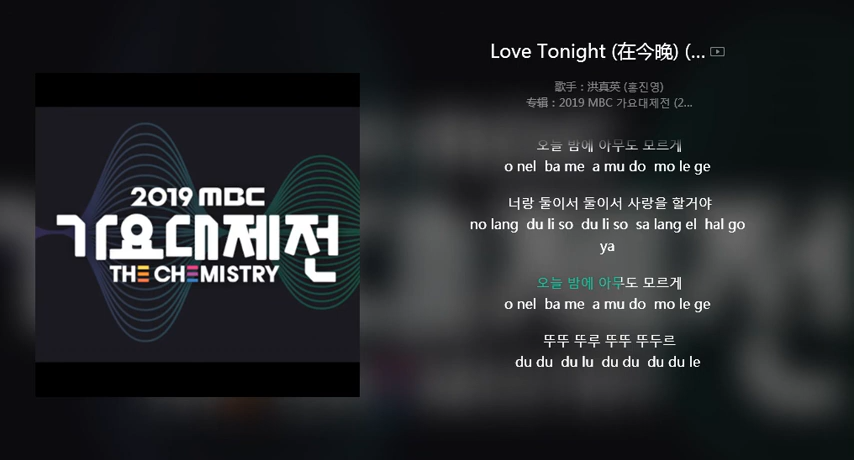 2019 MBC
가요대제전
THE CHEMISTRY
Love Tonight (在今晚) (...
歌手：洪真英 (홍진영)
专辑：2019 MBC 가요대제전 (2...
오늘 밤에 아무도 모르게
o nel ba me a mu do mo le ge
너랑 둘이서 둘이서 사랑을 할거야
no lang du li so du li so sa lang el hal go
ya
오늘 밤에 아무도 모르게
o nel ba me a mu do mo le ge
뚜뚜 뚜루 뚜뚜 뚜두르
du du du lu du du du du le